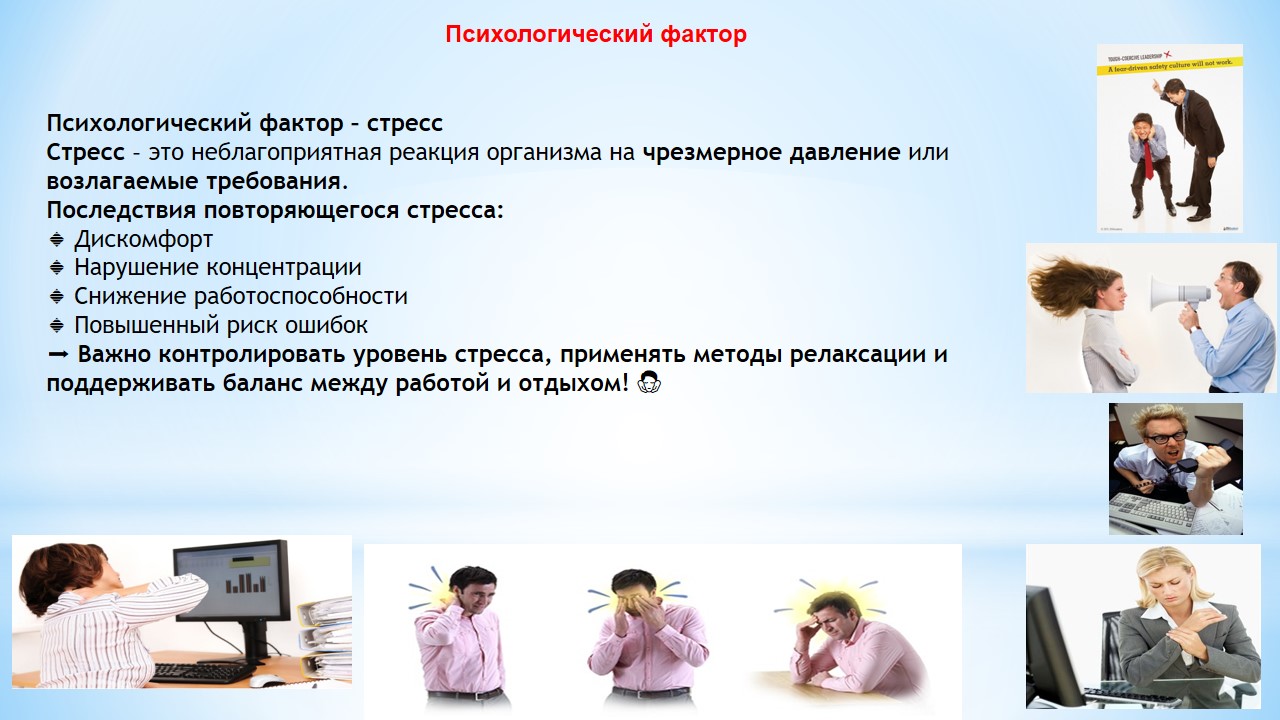 Психологический фактор
TOUGH-COERCIVE LEADERSHIP
A fear-driven safety culture will not work.
Психологический фактор – стресс
Стресс – это неблагоприятная реакция организма на чрезмерное давление или
возлагаемые требования.
Последствия повторяющегося стресса:
Дискомфорт
Нарушение концентрации
Снижение работоспособности
Повышенный риск ошибок
➞ Важно контролировать уровень стресса, применять методы релаксации и
поддерживать баланс между работой и отдыхом!